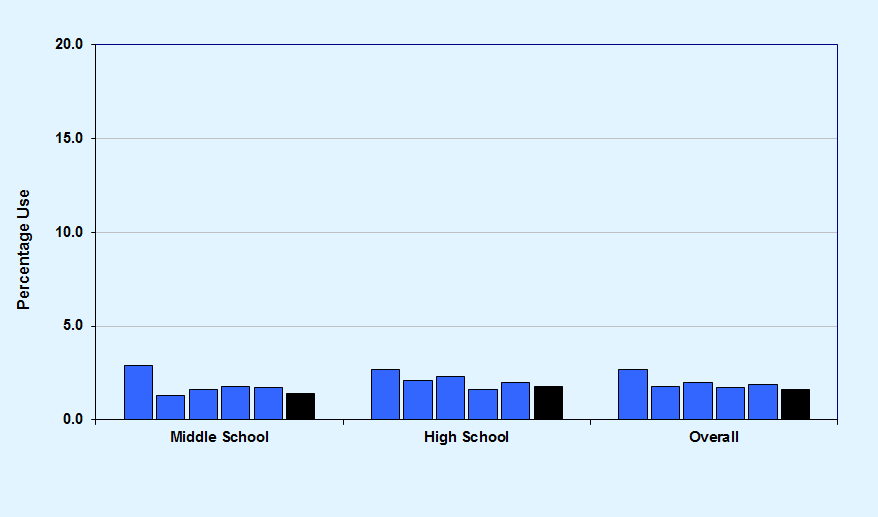 20.0
15.0
10.0
5.0
0.0
Percentage Use
Middle School
High School
Overall